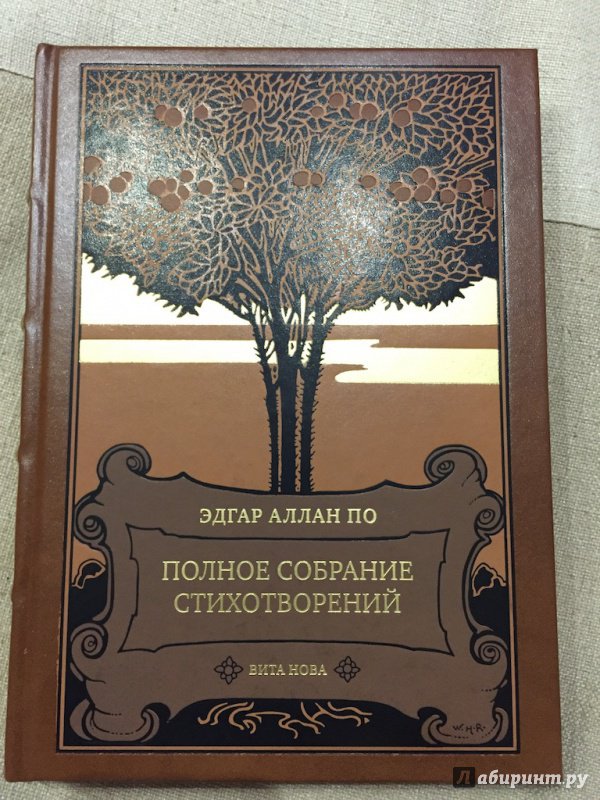 ЭДГАР АЛЛАН ПО
ПОЛНОЕ СОБРАНИЕ
СТИХОТВОРЕНИЙ
ВИТА НОВА
W.H.R.
Лабиринт.ру